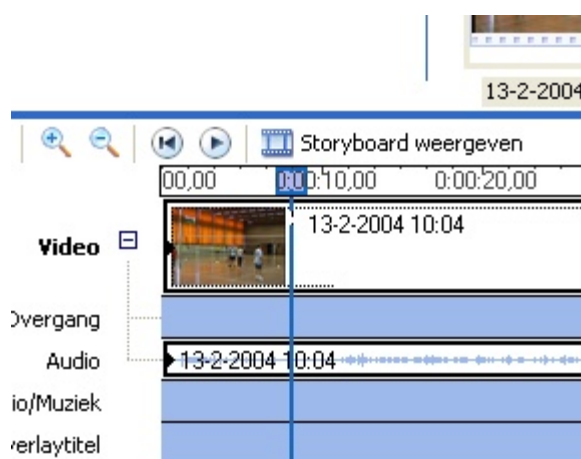 13-2-2004
Storyboard weergeven
00,00 0:00:10,00 0:00:20,00
Video
13-2-2004 10:04
Overgang
Audio
13-2-2004 10:04
io/Muziek
verlaytitel